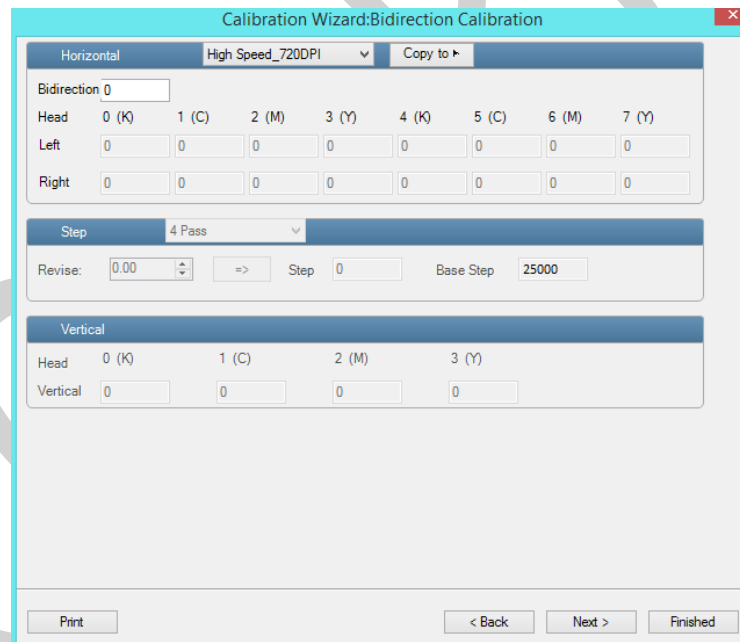 Calibration Wizard:Bidirection Calibration
Horizontal High Speed_720DPI Copy to
Bidirection 0
Head 0 (K) 1 (C) 2 (M) 3 (Y) 4 (K) 5 (C) 6 (M) 7 (Y)
Left 0 0 0 0 0 0 0 0
Right 0 0 0 0 0 0 0 0
Step 4 Pass
Revise: 0.00 => Step 0 Base Step 25000
Vertical
Head 0 (K) 1 (C) 2 (M) 3 (Y)
Vertical 0 0 0 0
Print < Back Next > Finished